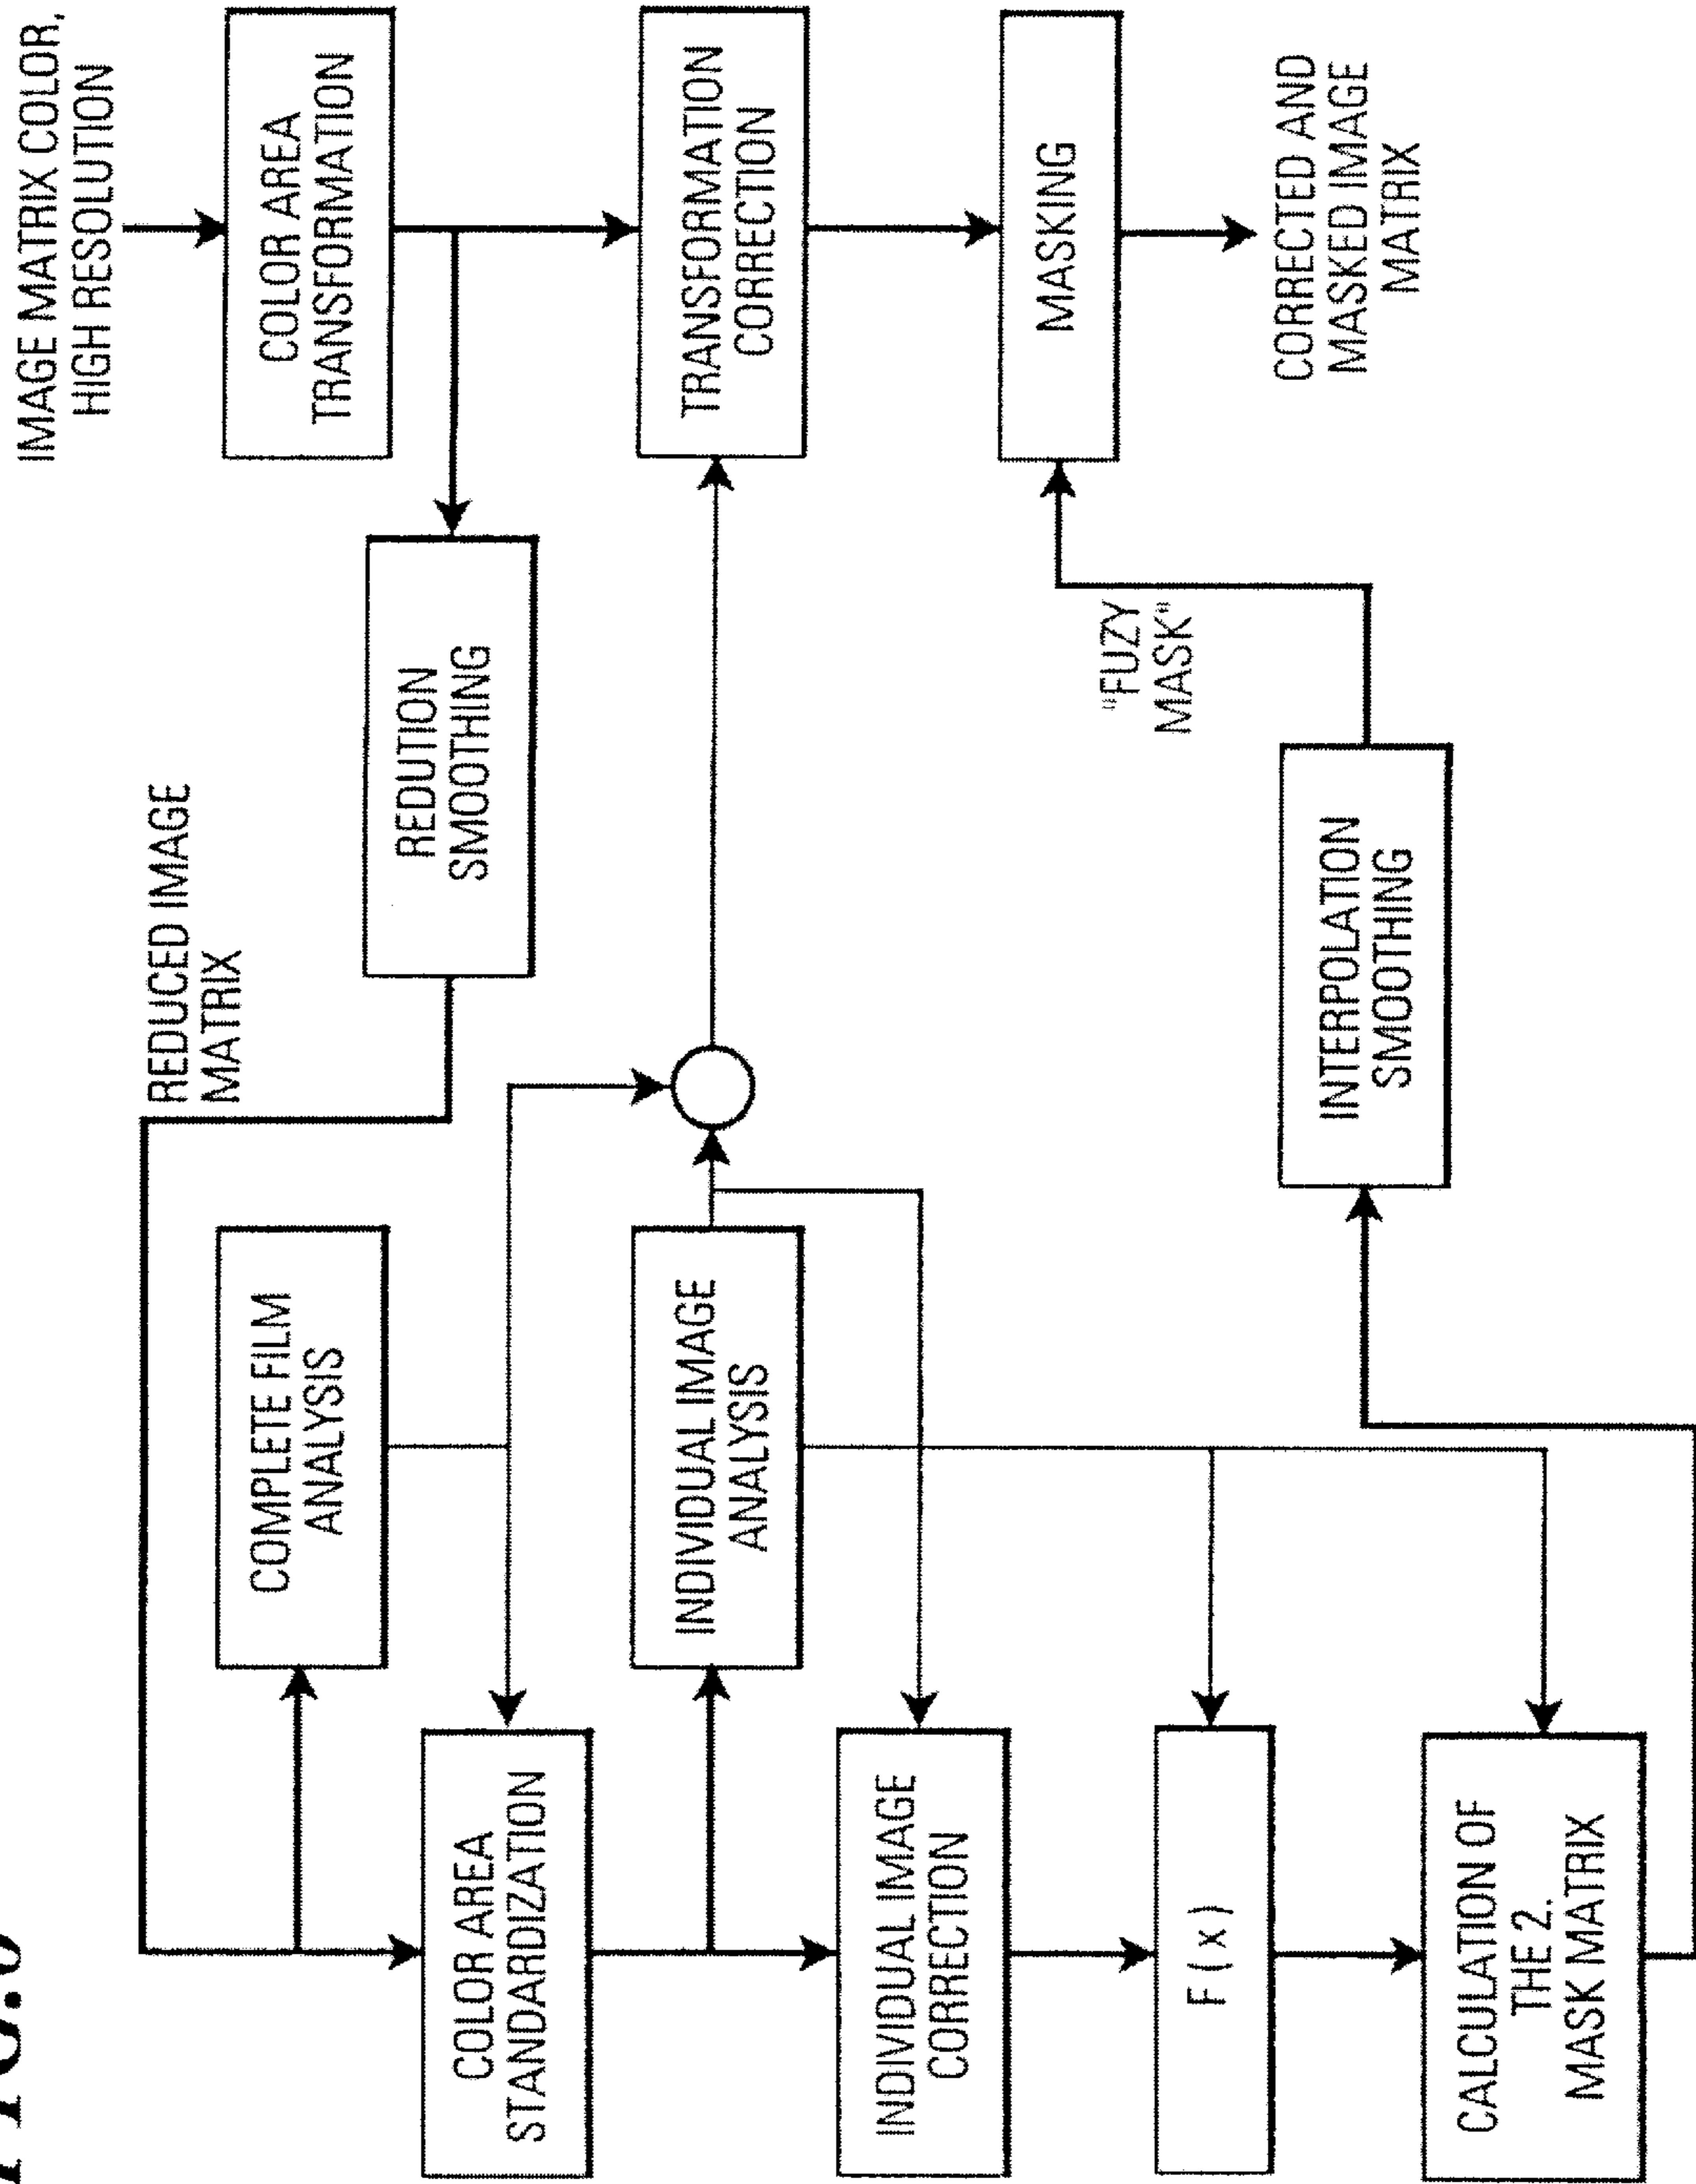 REDUCED IMAGE
MATRIX
IMAGE MATRIX COLOR,
HIGH RESOLUTION
COMPLETE FILM
ANALYSIS
COLOR AREA
TRANSFORMATION
COLOR AREA
STANDARDIZATION
REDUTION
SMOOTHING
INDIVIDUAL IMAGE
ANALYSIS
TRANSFORMATION
CORRECTION
INDIVIDUAL IMAGE
CORRECTION
MASKING
"FUZY
MASK"
F ( x )
CORRECTED AND
MASKED IMAGE
MATRIX
INTERPOLATION
SMOOTHING
CALCULATION OF
THE 2.
MASK MATRIX